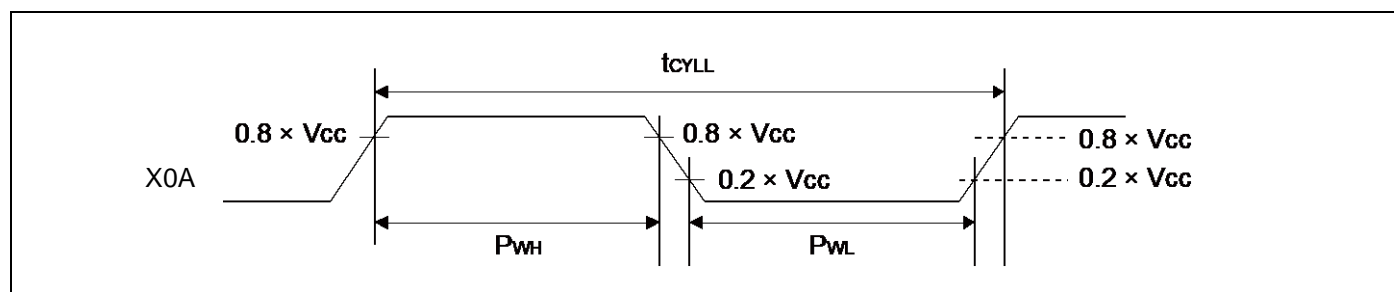 tCYLL
0.8 × Vcc
0.8 × Vcc
0.8 × Vcc
X0A
0.2 × Vcc
0.2 × Vcc
PWH
PWL